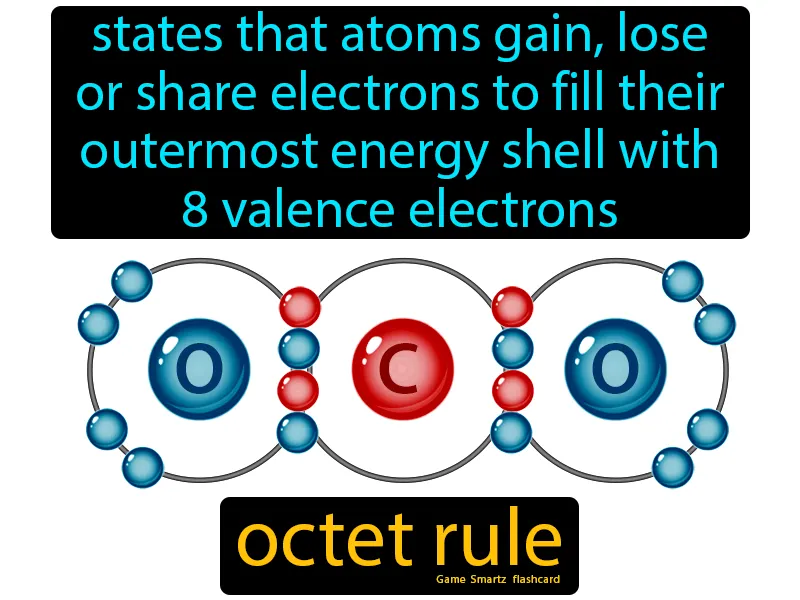 states that atoms gain, lose
or share electrons to fill their
outermost energy shell with
8 valence electrons
O C O
octet rule
Game Smartz flashcard